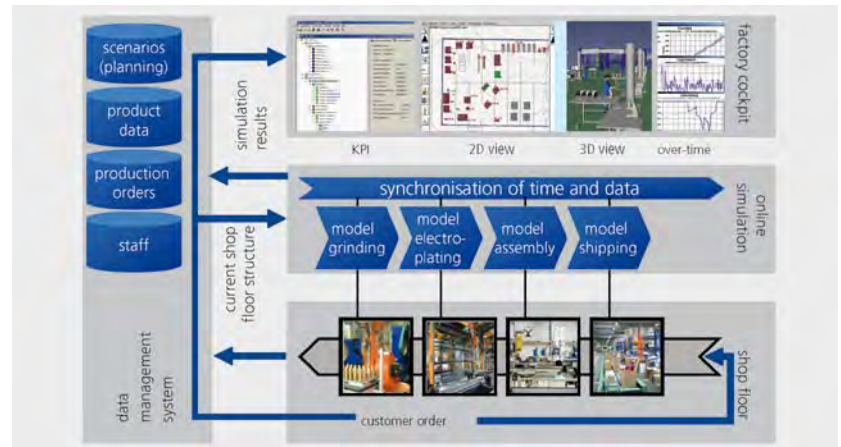 scenarios
(planning)
product
data
production
orders
staff
data
management
system
simulation
results
current shop
floor structure
KPI
2D view
3D view
over-time
factory cockpit
synchronisation of time and data
model
grinding
model
electro-
plating
model
assembly
model
shipping
online
simulation
customer order
shop floor